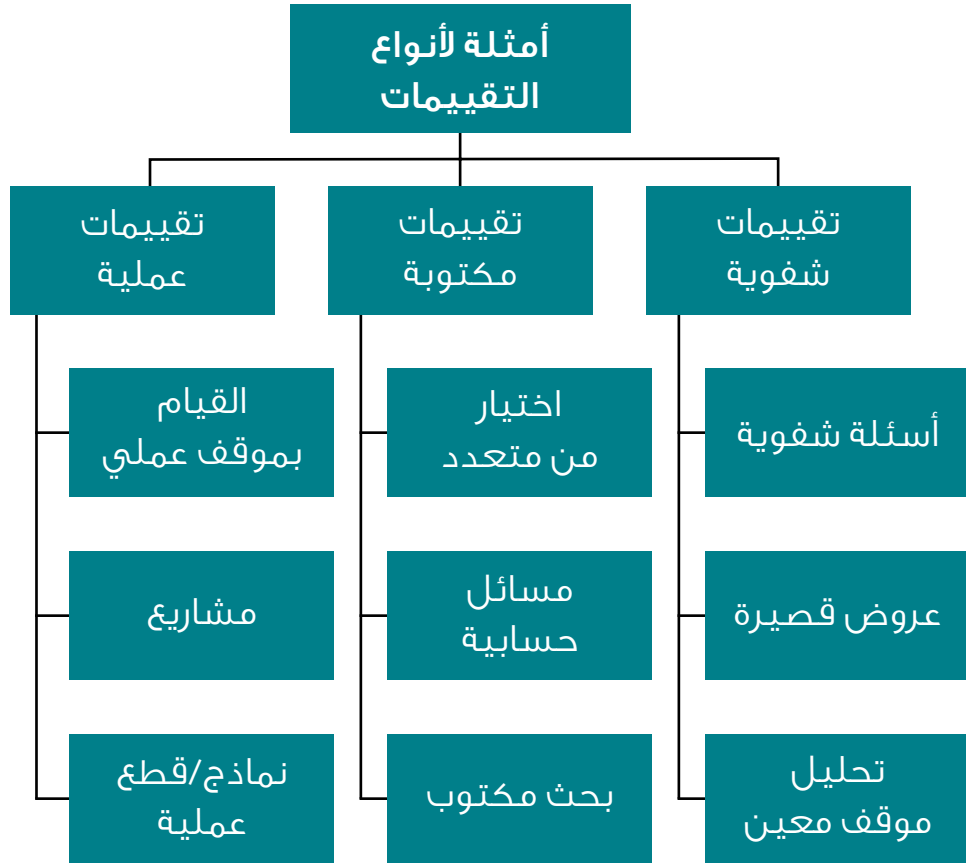 أمثلة لأنواع
التقييمات
تقييمات
شفوية
أسئلة شفوية
عروض قصيرة
تحليل
موقف معين
تقييمات
مكتوبة
اختيار
من متعدد
مسائل
حسابية
بحث مكتوب
تقييمات
عملية
القيام
بموقف عملي
مشاريع
نماذج/قطع
عملية